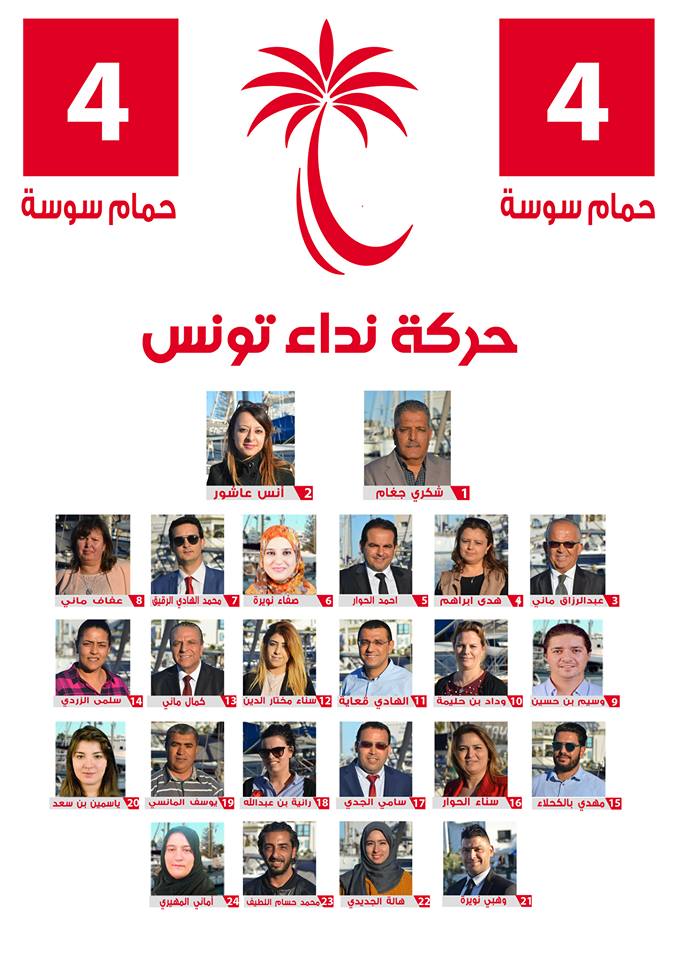 4
4
حمام سوسة
حمام سوسة
حركة نداء تونس
1 شكري جغام
2 أنس عاشور
3 عبدالرزاق ماني
4 هدى ابراهم
5 احمد الحوار
6 صفاء نويرة
7 محمد الهادي الرقيق
8 عفاف ماني
9 وسيم بن حسين
10 وداد بن حليمة
11 الهادي ڨعاية
12 سناء مختار الدين
13 كمال ماني
14 سلمى الزردي
15 مهدي بالكحلاء
16 سناء الحوار
17 سامي الجدي
18 رانية بن عبدالله
19 يوسف المانسي
20 ياسمين بن سعد
21 وهبي نويرة
22 هالة الجديدي
23 محمد حسام اللطيف
24 أماني المهيري